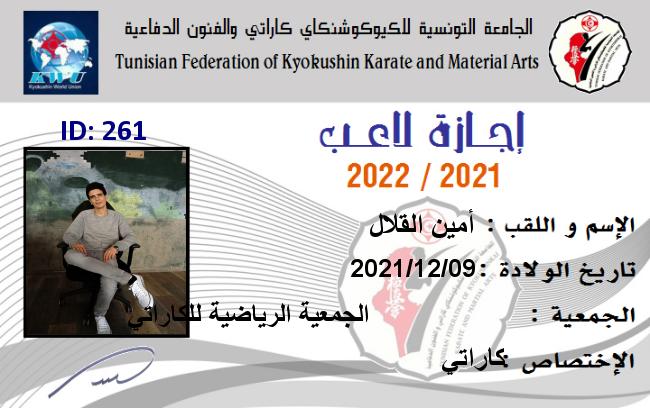 الجامعة التونسية للكيوكوشنكاي كاراتي والفنون الدفاعية
Tunisian Federation of Kyokushin Karate and Material Arts
KWU
Kyokushin World Union
ID: 261
إجازة لاعب
2022 / 2021
الإسم و اللقب : أمين القلال
تاريخ الولادة :2021/12/09
الجمعية : الجمعية الرياضية للكاراتي
الإختصاص :كاراتي